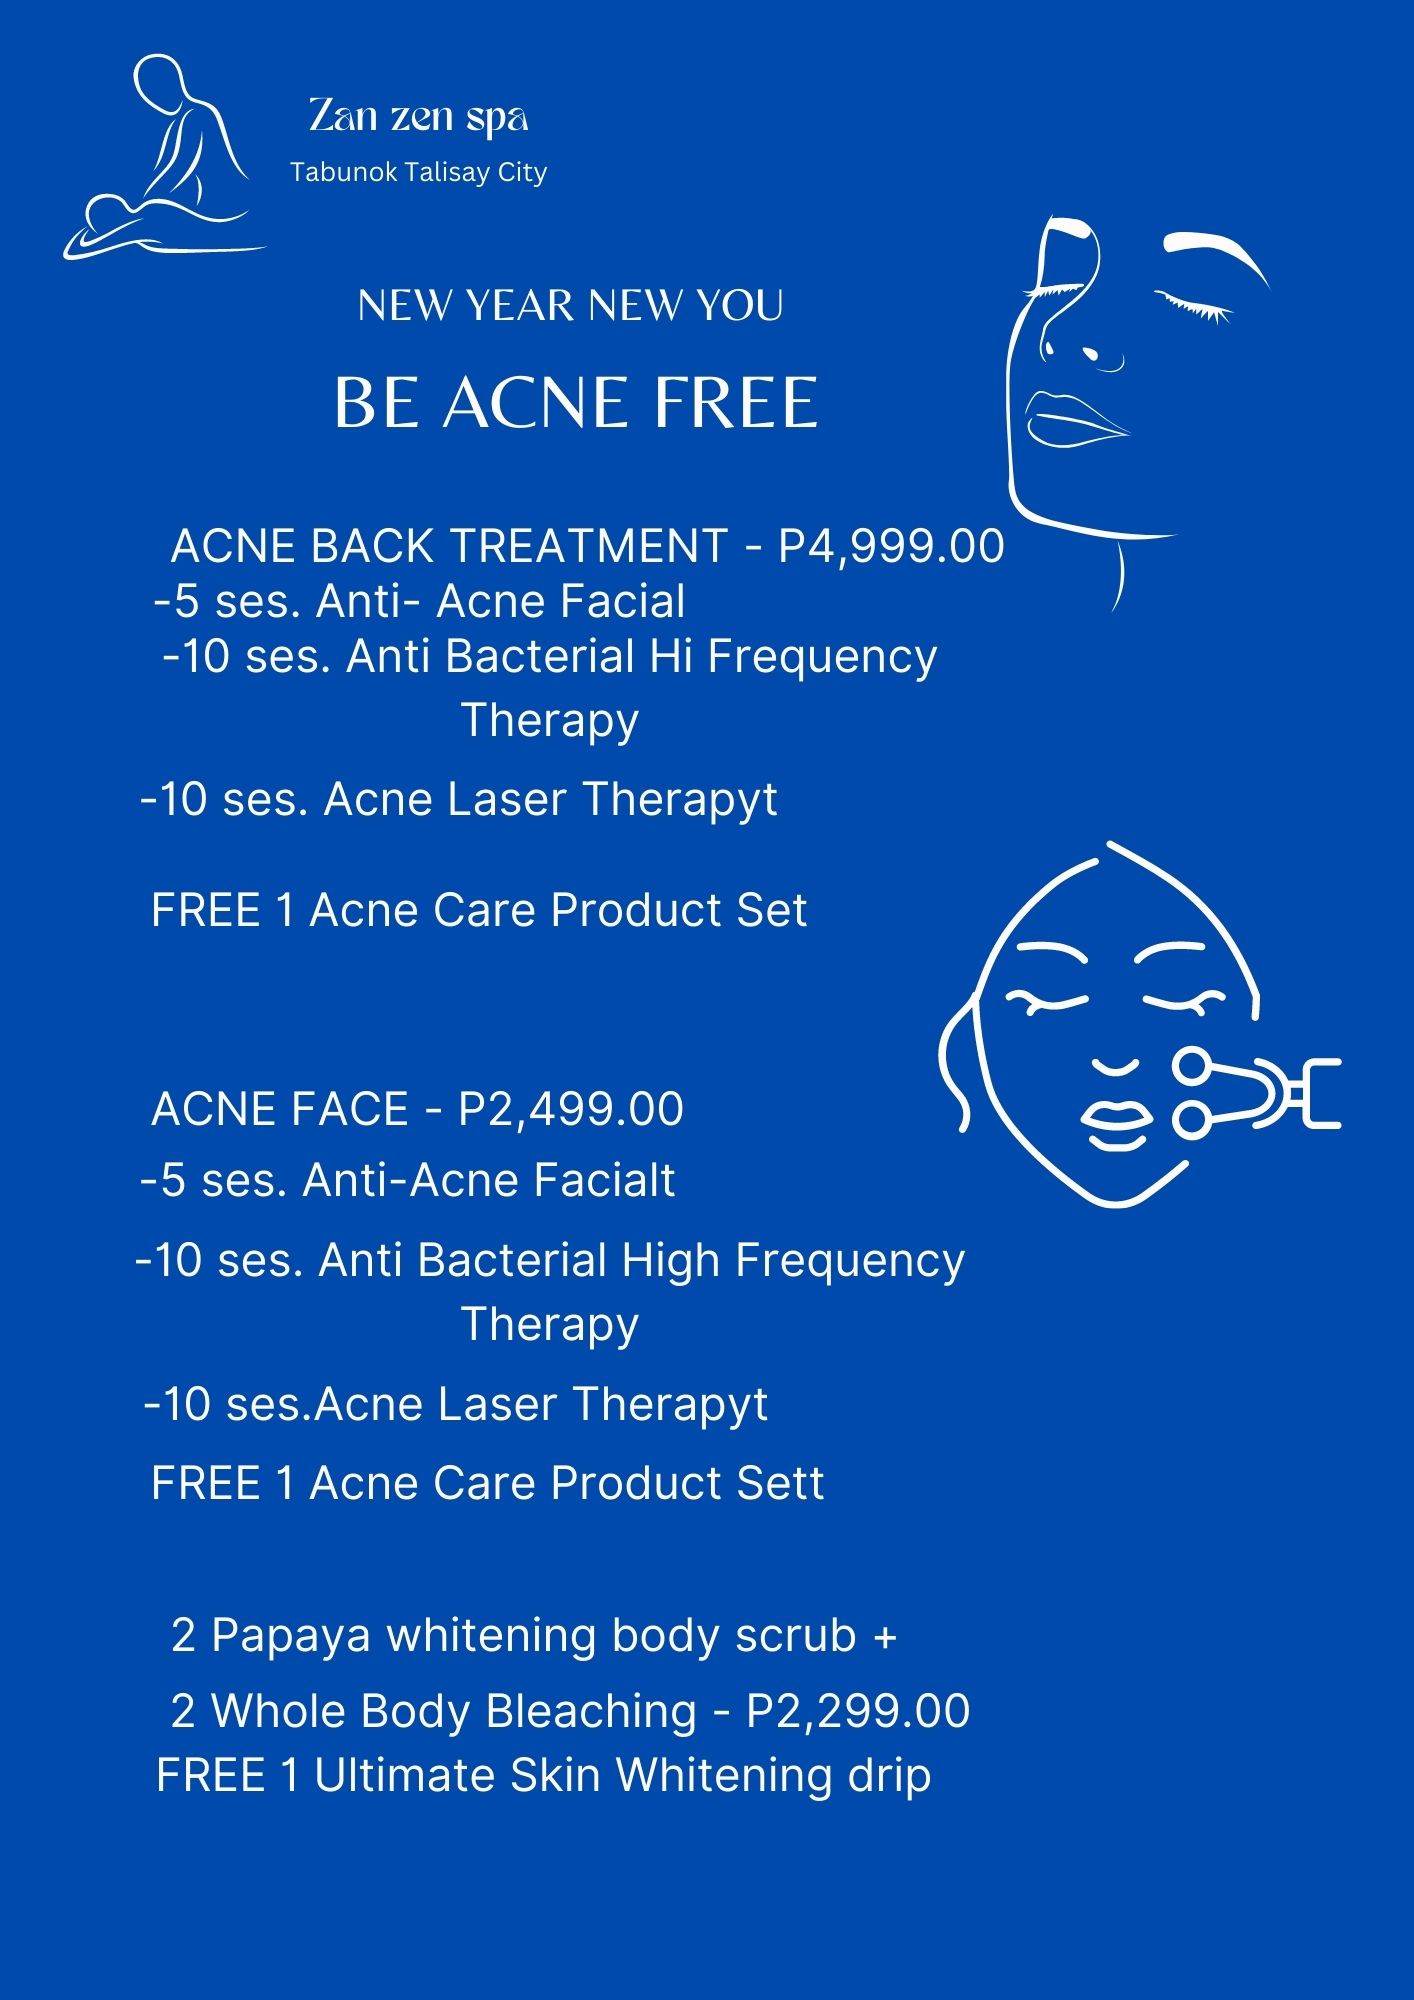 Zan zen spa
Tabunok Talisay City
NEW YEAR NEW YOU
BE ACNE FREE
ACNE BACK TREATMENT - P4,999.00
-5 ses. Anti- Acne Facial
-10 ses. Anti Bacterial Hi Frequency
Therapy
-10 ses. Acne Laser Therapyt
FREE 1 Acne Care Product Set
ACNE FACE - P2,499.00
-5 ses. Anti-Acne Facialt
-10 ses. Anti Bacterial High Frequency
Therapy
-10 ses.Acne Laser Therapyt
FREE 1 Acne Care Product Sett
2 Papaya whitening body scrub +
2 Whole Body Bleaching - P2,299.00
FREE 1 Ultimate Skin Whitening drip